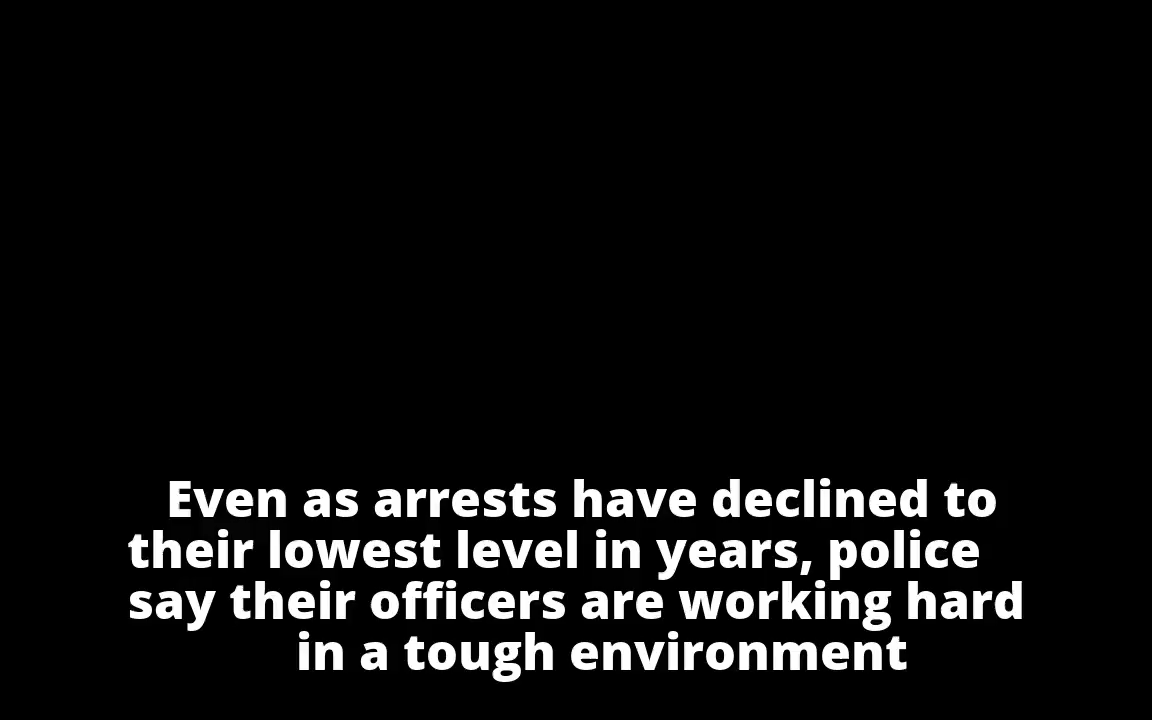 Even as arrests have declined to
their lowest level in years, police
say their officers are working hard
in a tough environment